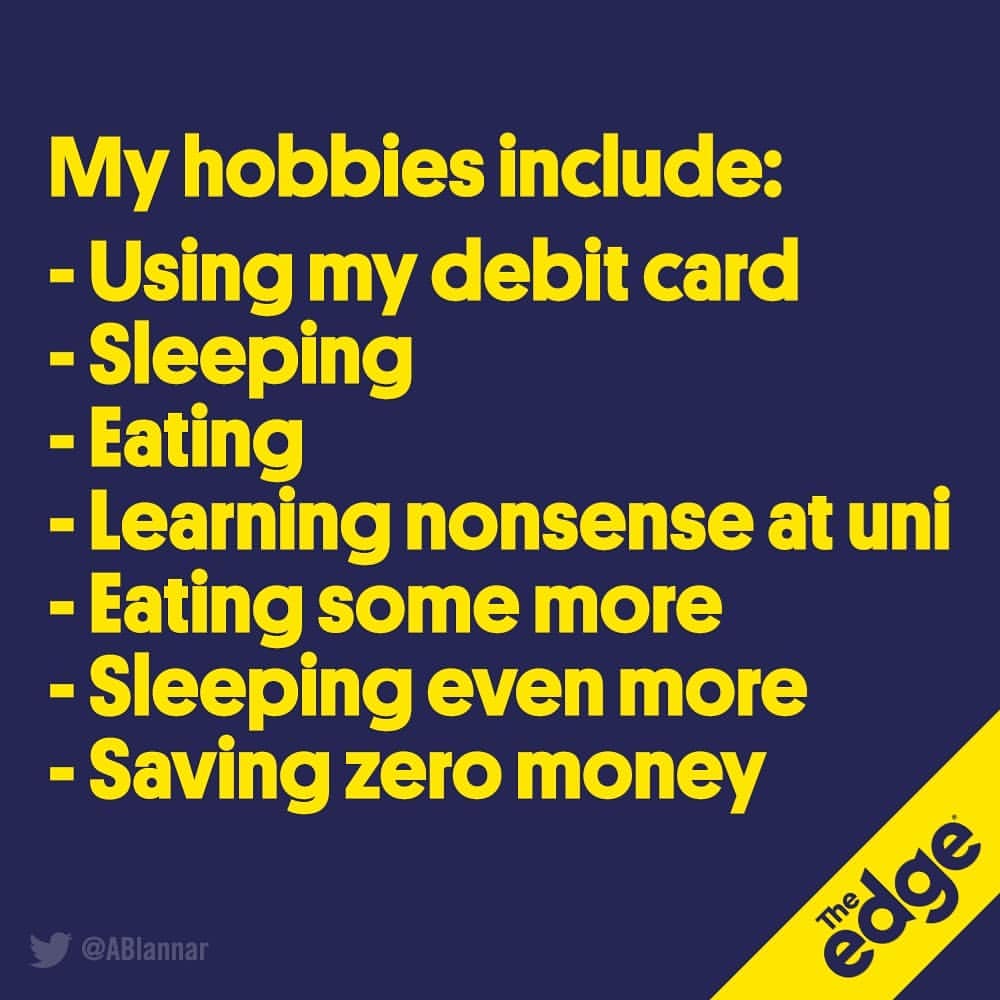 My hobbies include:
- Using my debit card
- Sleeping
- Eating
- Learning nonsense at uni
- Eating some more
- Sleeping even more
- Saving zero money
The
edge
@ABlannar